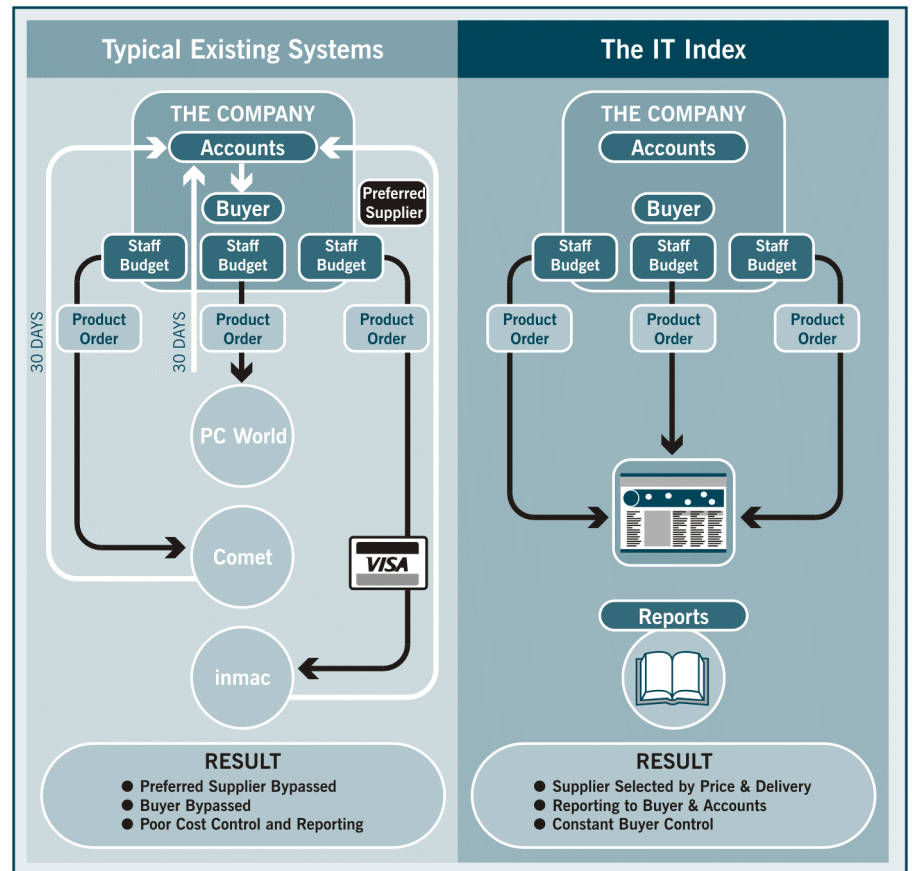 Typical Existing Systems
THE COMPANY
Accounts
Buyer
Preferred
Supplier
Staff
Budget
Staff
Budget
Staff
Budget
Product
Order
Product
Order
Product
Order
30 DAYS
30 DAYS
PC World
Comet
VISA
inmac
RESULT
● Preferred Supplier Bypassed
● Buyer Bypassed
● Poor Cost Control and Reporting
The IT Index
THE COMPANY
Accounts
Buyer
Staff
Budget
Staff
Budget
Staff
Budget
Product
Order
Product
Order
Product
Order
Reports
RESULT
● Supplier Selected by Price & Delivery
● Reporting to Buyer & Accounts
● Constant Buyer Control